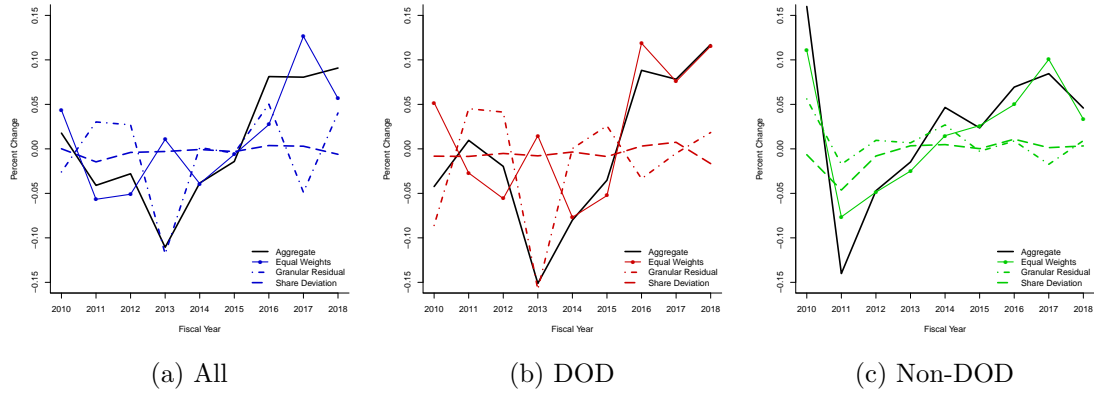 0.15
0.10
0.05
0.00
−0.05
−0.10
−0.15
Percent Change
2010 2011 2012 2013 2014 2015 2016 2017 2018
Fiscal Year
Aggregate
Equal Weights
Granular Residual
Share Deviation
(a) All
0.15
0.10
0.05
0.00
−0.05
−0.10
−0.15
Percent Change
2010 2011 2012 2013 2014 2015 2016 2017 2018
Fiscal Year
Aggregate
Equal Weights
Granular Residual
Share Deviation
(b) DOD
0.15
0.10
0.05
0.00
−0.05
−0.10
−0.15
Percent Change
2010 2011 2012 2013 2014 2015 2016 2017 2018
Fiscal Year
Aggregate
Equal Weights
Granular Residual
Share Deviation
(c) Non-DOD